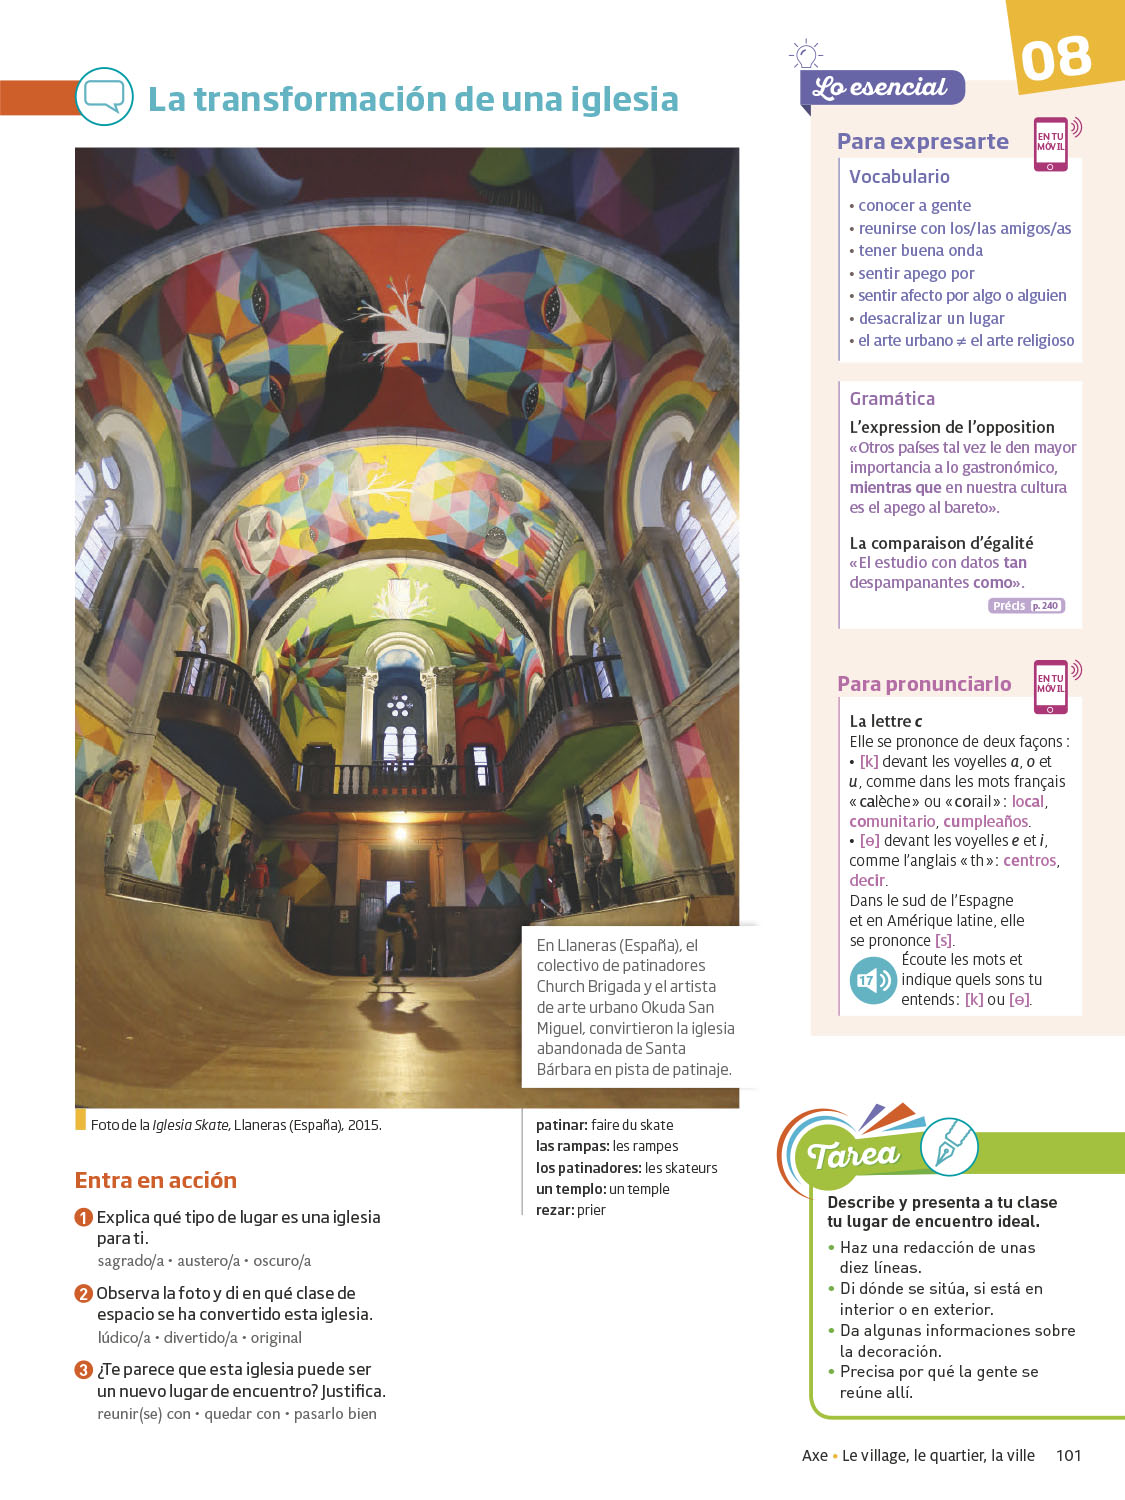 08
La transformación de una iglesia
En Llaneras (España), el
colectivo de patinadores
Church Brigada y el artista
de arte urbano Okuda San
Miguel, convirtieron la iglesia
abandonada de Santa
Bárbara en pista de patinaje.
Foto de la Iglesia Skate, Llaneras (España), 2015.
patinar: faire du skate
las rampas: les rampes
los patinadores: les skateurs
un templo: un temple
rezar: prier
Entra en acción
1 Explica qué tipo de lugar es una iglesia
para ti.
sagrado/a • austero/a • oscuro/a
2 Observa la foto y di en qué clase de
espacio se ha convertido esta iglesia.
lúdico/a • divertido/a • original
3 ¿Te parece que esta iglesia puede ser
un nuevo lugar de encuentro? Justifica.
reunir(se) con • quedar con • pasarlo bien
Lo esencial
Para expresarte
EN TU
MÓVIL
Vocabulario
• conocer a gente
• reunirse con los/las amigos/as
• tener buena onda
• sentir apego por
• sentir afecto por algo o alguien
• desacralizar un lugar
• el arte urbano ≠ el arte religioso
Gramática
L'expression de l'opposition
«Otros países tal vez le den mayor
importancia a lo gastronómico,
mientras que en nuestra cultura
es el apego al bareto».
La comparaison d'égalité
«El estudio con datos tan
despampanantes como».
Précis p. 240
Para pronunciarlo
EN TU
MÓVIL
La lettre c
Elle se prononce de deux façons :
• [k] devant les voyelles a, o et
u, comme dans les mots français
« calèche » ou « corail » : local,
comunitario, cumpleaños.
• [ɵ] devant les voyelles e et i,
comme l'anglais « th » : centros,
decir.
Dans le sud de l'Espagne
et en Amérique latine, elle
se prononce [s].
17
Écoute les mots et
indique quels sons tu
entends : [k] ou [ɵ].
Tarea
Describe y presenta a tu clase
tu lugar de encuentro ideal.
• Haz una redacción de unas
diez líneas.
• Di dónde se sitúa, si está en
interior o en exterior.
• Da algunas informaciones sobre
la decoración.
• Precisa por qué la gente se
reúne allí.
Axe • Le village, le quartier, la ville 101